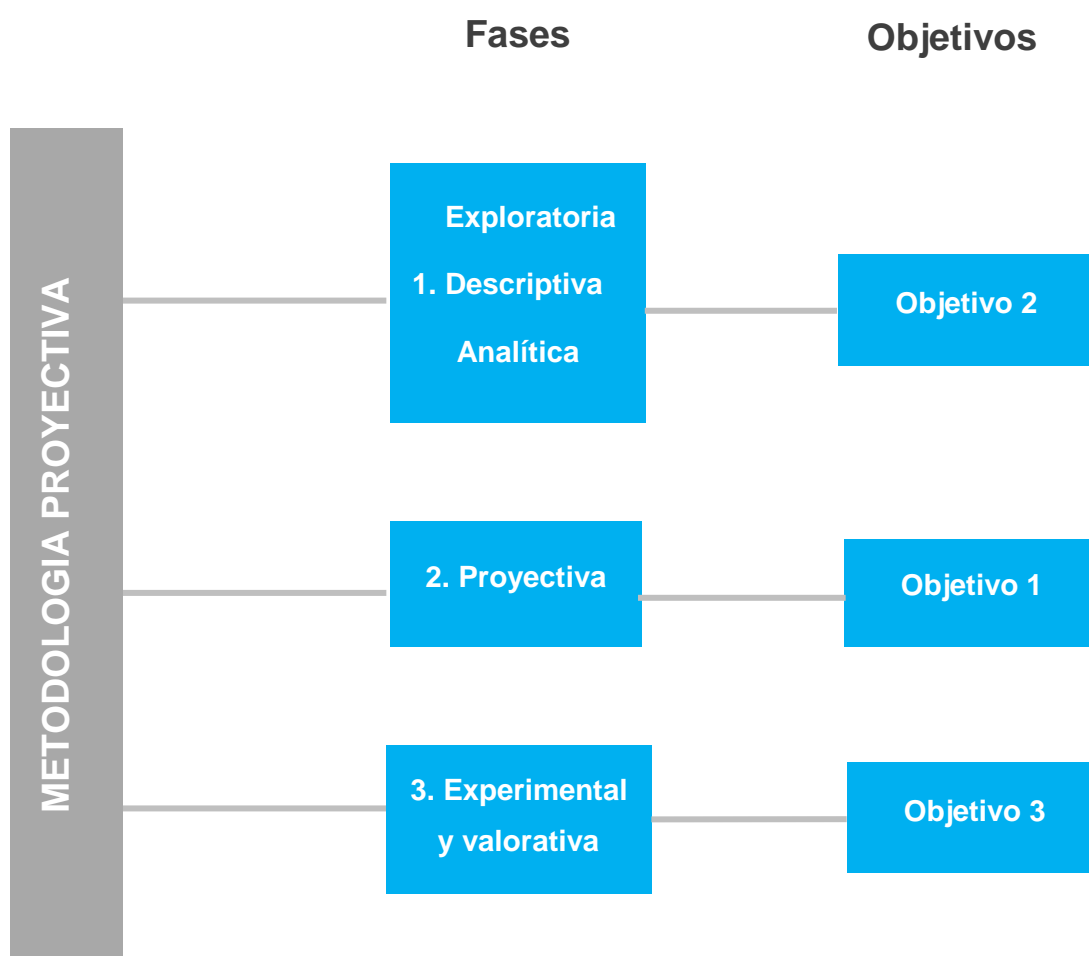 Fases
Objetivos
METODOLOGIA PROYECTIVA
Exploratoria
1. Descriptiva
Analítica
Objetivo 2
2. Proyectiva
Objetivo 1
3. Experimental
y valorativa
Objetivo 3